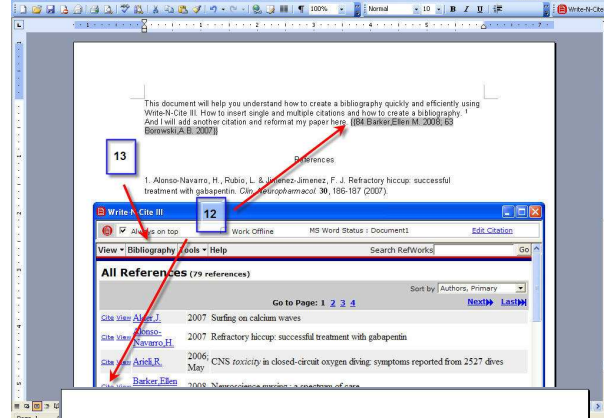 100%
Normal
10
B I U
Write-N-Cite
This document will help you understand how to create a bibliography quickly and efficiently using
Write-N-Cite III. How to insert single and multiple citations and how to create a bibliography. 1
And I will add another citation and reformat my paper here. {{84 Barker,Ellen M. 2008; 63
Borowski,A.B. 2007}}
References
1. Alonso-Navarro, H., Rubio, L. & Jimenez-Jimenez, F. J. Refractory hiccup: successful
treatment with gabapentin. Clin. Neuropharmacol. 30, 186-187 (2007).
13
12
Write-N-Cite III
Always on top
Work Offline
MS Word Status : Document1
Edit Citation
View Bibliography Tools Help
Search RefWorks
Go
All References (79 references)
Sort by Authors, Primary
Go to Page: 1 2 3 4
Next Last
Cite View Alder,J. 2007 Surfing on calcium waves
Cite View Alonso-Navarro,H. 2007 Refractory hiccup: successful treatment with gabapentin
Cite View Arieli,R. 2006; May CNS toxicity in closed-circuit oxygen diving: symptoms reported from 2527 dives
Cite View Barker,Ellen 2008 Neuroscience nursing : a spectrum of care